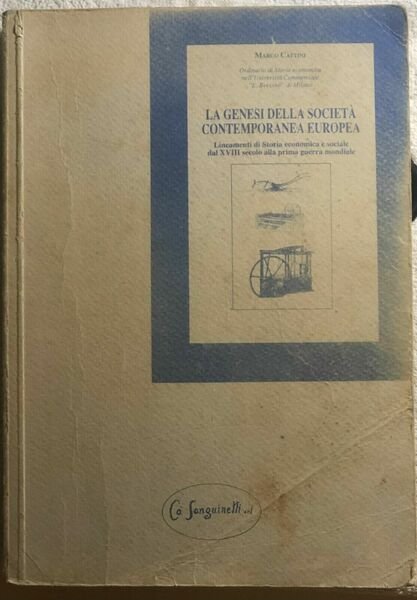 MARCO CATTINI
Ordinario di Storia economica
nell'Università Commerciale
"L. Bocconi" di Milano
LA GENESI DELLA SOCIETÀ
CONTEMPORANEA EUROPEA
Lineamenti di Storia economica e sociale
dal XVIII secolo alla prima guerra mondiale
Cà Sanguinetti srl